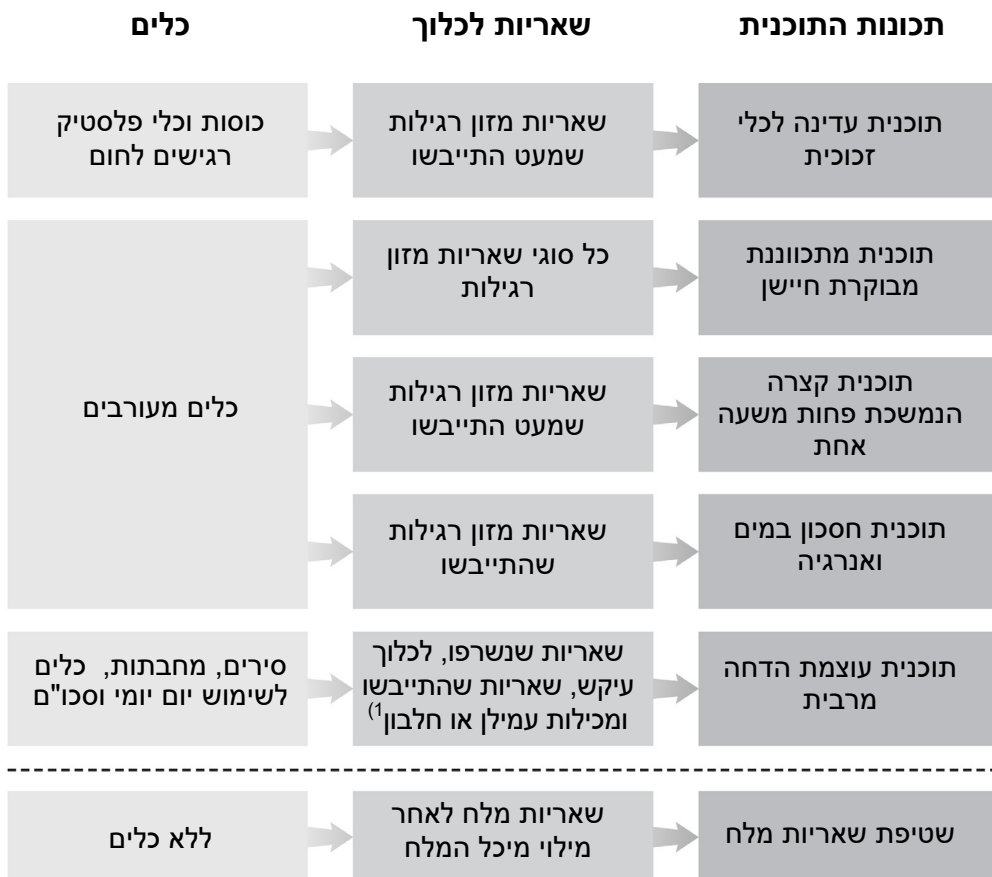 כלים
שאריות לכלוך
תכונות התוכנית
כוסות וכלי פלסטיק
רגישים לחום
שאריות מזון רגילות
שמעט התייבשו
תוכנית עדינה לכלי
זכוכית
כלים מעורבים
כל סוגי שאריות מזון
רגילות
תוכנית מתכווננת
מבוקרת חיישן
שאריות מזון רגילות
שמעט התייבשו
תוכנית קצרה
הנמשכת פחות משעה
אחת
שאריות מזון רגילות
שהתייבשו
תוכנית חסכון במים
ואנרגיה
סירים, מחבתות, כלים
לשימוש יום יומי וסכו"ם
שאריות שנשרפו, לכלוך
עיקש, שאריות שהתייבשו
ומכילות עמילן או חלבון(1
תוכנית עוצמת הדחה
מרבית
ללא כלים
שאריות מלח לאחר
מילוי מיכל המלח
שטיפת שאריות מלח